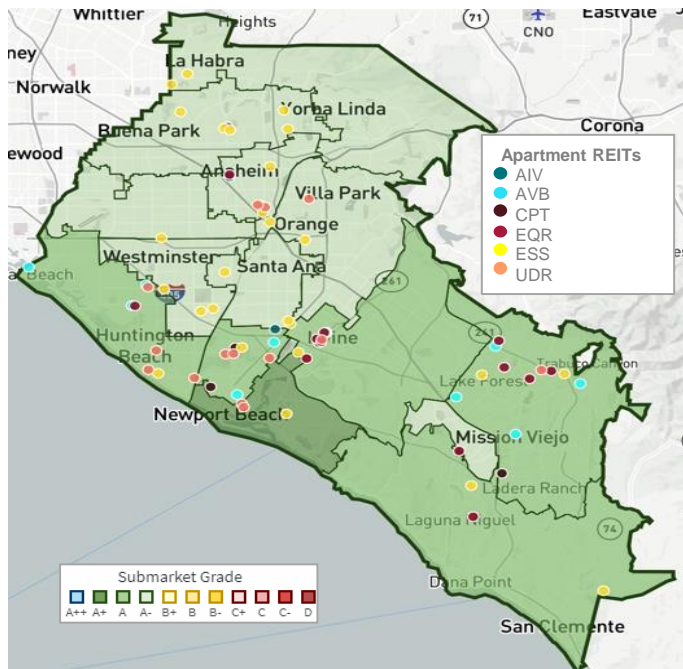 Whittier
Heights
71
Eastvale
CNO
ney
La Habra
Norwalk
Yorba Linda
Corona
Buena Park
ewood
Anaheim
Villa Park
Orange
Westminster
Santa Ana
261
Beach
Huntington
Beach
Irvine
241
Trabuco Canyon
Lake Forest
Newport Beach
Mission Viejo
Ladera Ranch
Laguna Niguel
74
Dana Point
San Clemente
Apartment REITs
AIV
AVB
CPT
EQR
ESS
UDR
Submarket Grade
A++ A+ A A- B+ B B- C+ C C- D